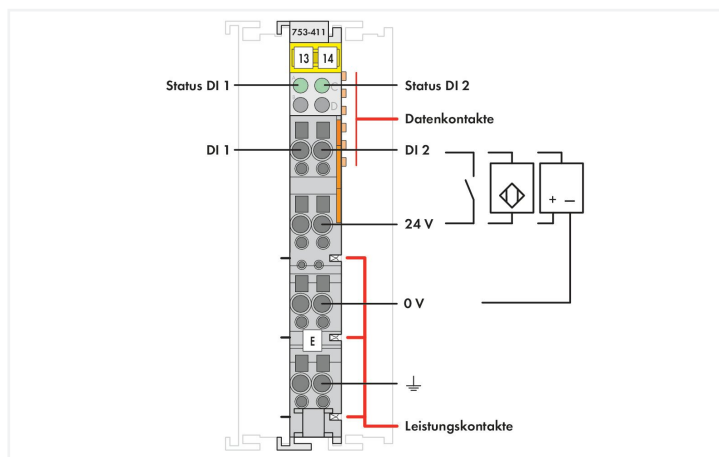 753-411
13 14
Status DI 1
Status DI 2
C
D
Datenkontakte
DI 1
DI 2
+ –
24 V
0 V
E
Leistungskontakte